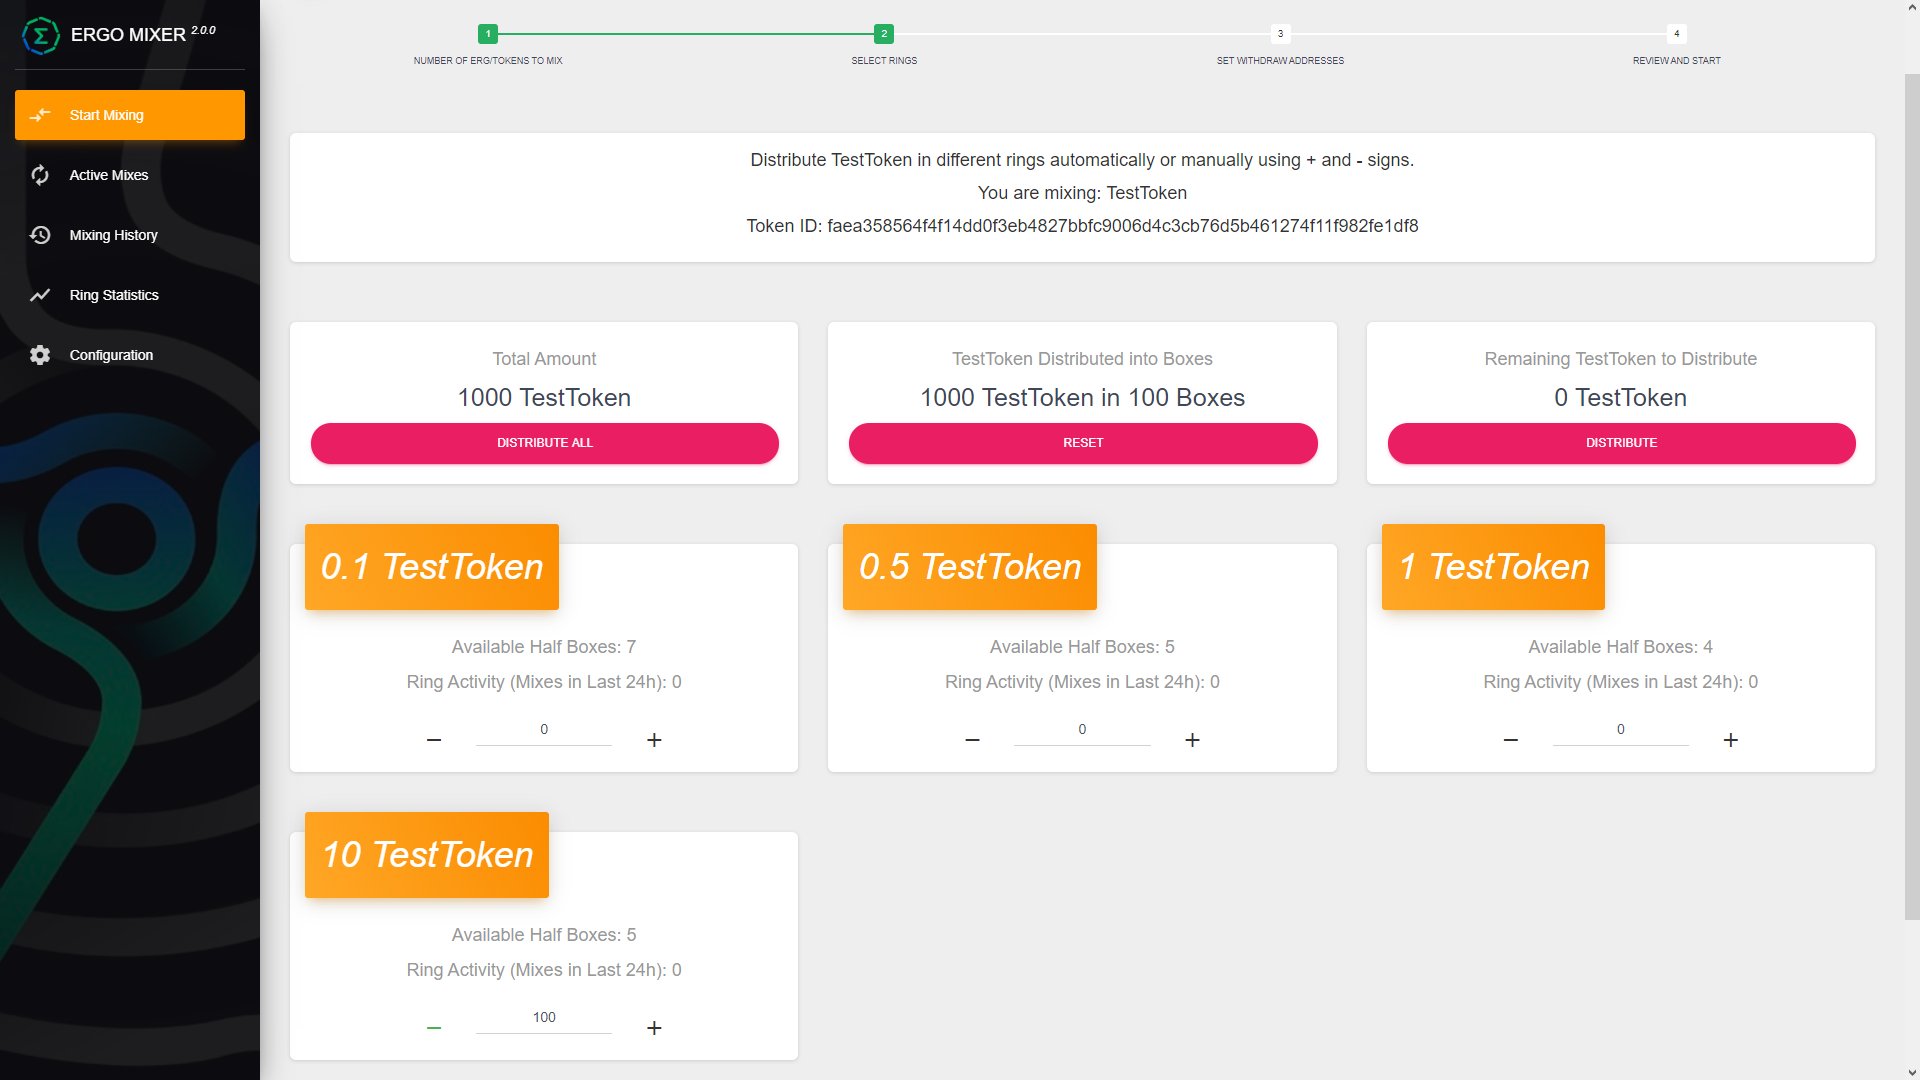 ERGO MIXER 2.0.0
Start Mixing
Active Mixes
Mixing History
Ring Statistics
Configuration
1
2
3
4
NUMBER OF ERG/TOKENS TO MIX
SELECT RINGS
SET WITHDRAW ADDRESSES
REVIEW AND START
Distribute TestToken in different rings automatically or manually using + and - signs.
You are mixing: TestToken
Token ID: faea358564f4f14dd0f3eb4827bbfc9006d4c3cb76d5b461274f11f982fe1df8
Total Amount
1000 TestToken
DISTRIBUTE ALL
TestToken Distributed into Boxes
1000 TestToken in 100 Boxes
RESET
Remaining TestToken to Distribute
0 TestToken
DISTRIBUTE
0.1 TestToken
Available Half Boxes: 7
Ring Activity (Mixes in Last 24h): 0
− 0 +
0.5 TestToken
Available Half Boxes: 5
Ring Activity (Mixes in Last 24h): 0
− 0 +
1 TestToken
Available Half Boxes: 4
Ring Activity (Mixes in Last 24h): 0
− 0 +
10 TestToken
Available Half Boxes: 5
Ring Activity (Mixes in Last 24h): 0
− 100 +